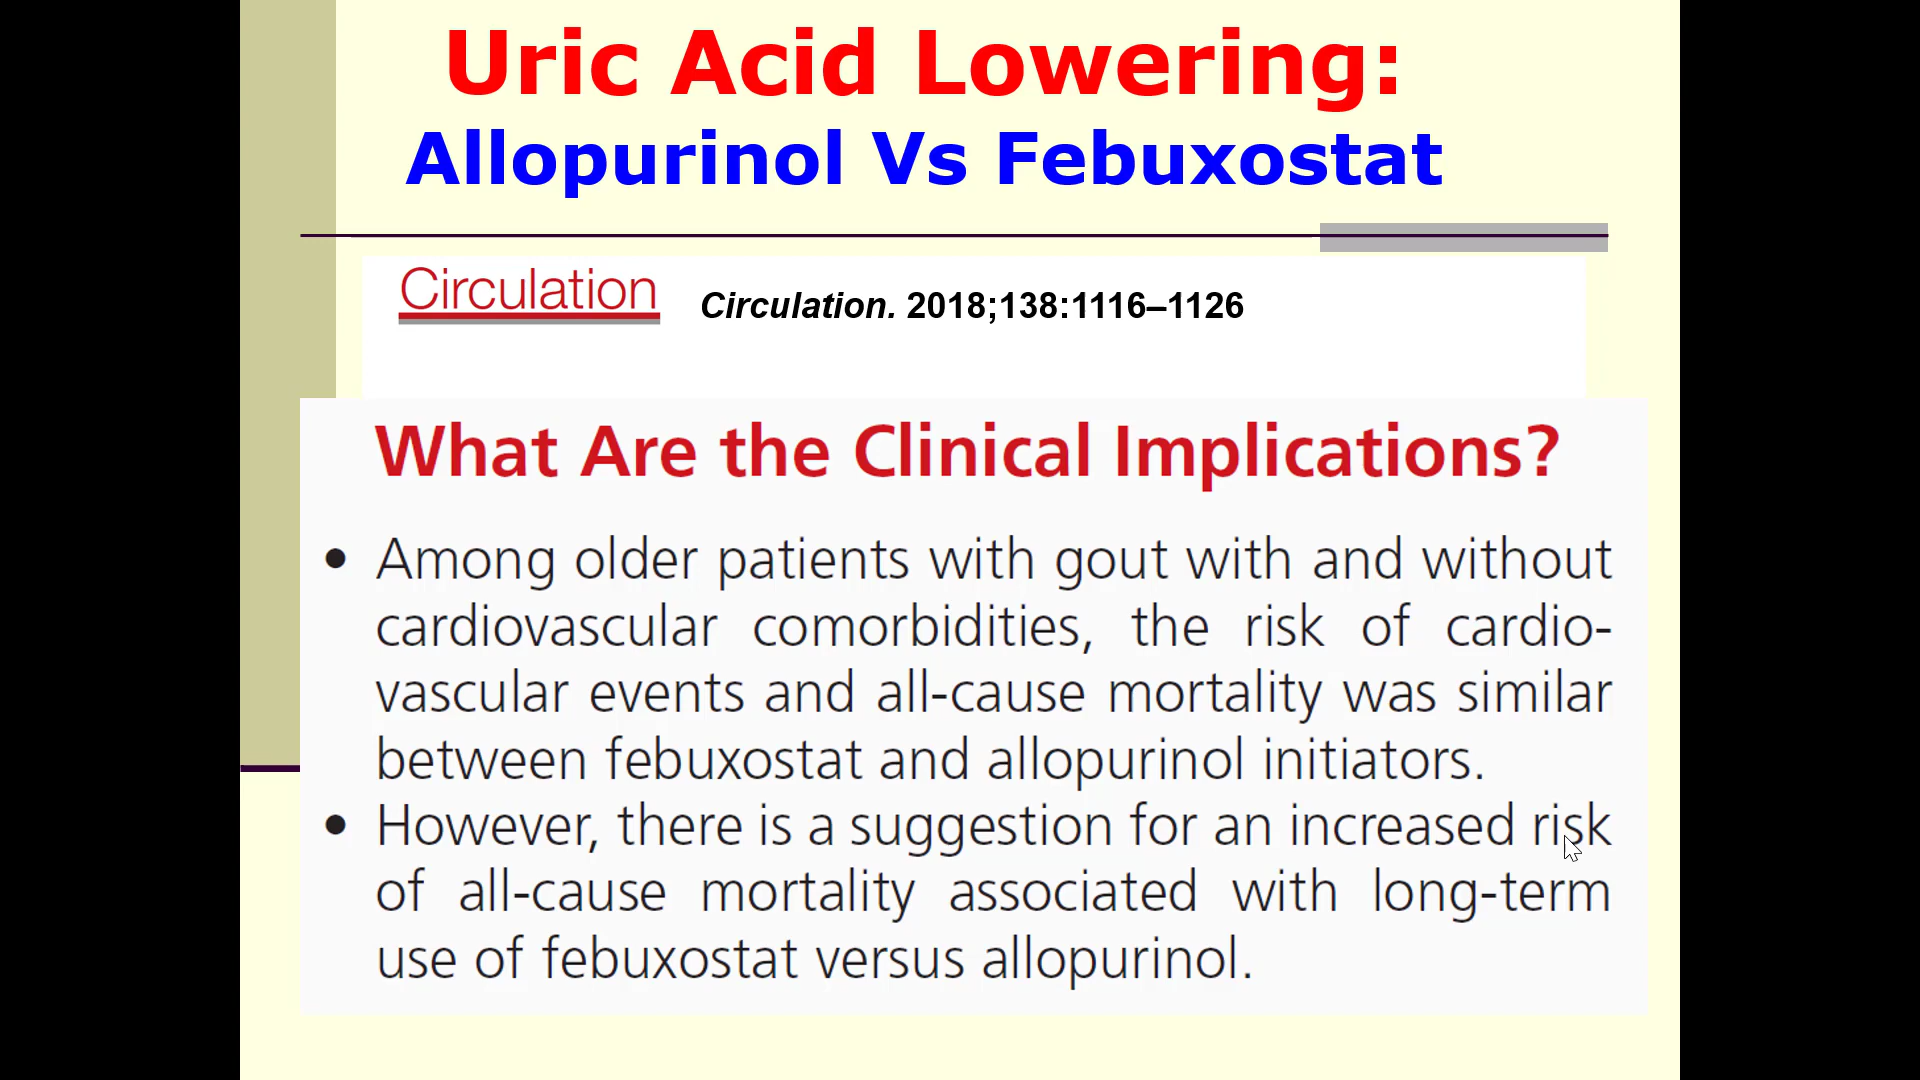 Uric Acid Lowering:
Allopurinol Vs Febuxostat
Circulation
Circulation. 2018;138:1116–1126
What Are the Clinical Implications?
• Among older patients with gout with and without
cardiovascular comorbidities, the risk of cardio-
vascular events and all-cause mortality was similar
between febuxostat and allopurinol initiators.
• However, there is a suggestion for an increased risk
of all-cause mortality associated with long-term
use of febuxostat versus allopurinol.